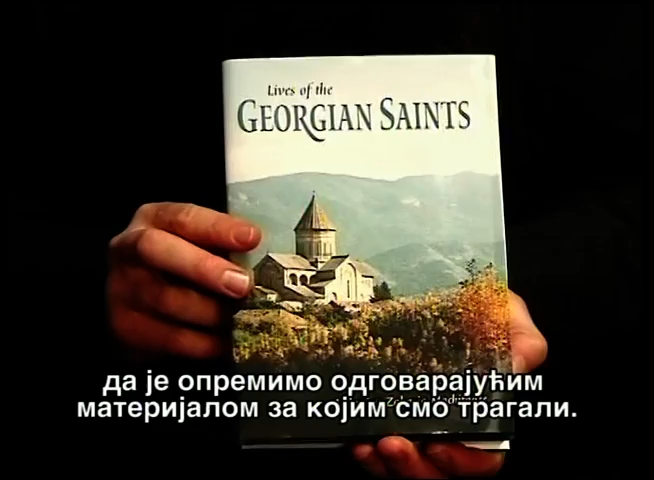 Lives of the
GEORGIAN SAINTS
да је опремимо одговарајућим
материјалом за којим смо трагали.